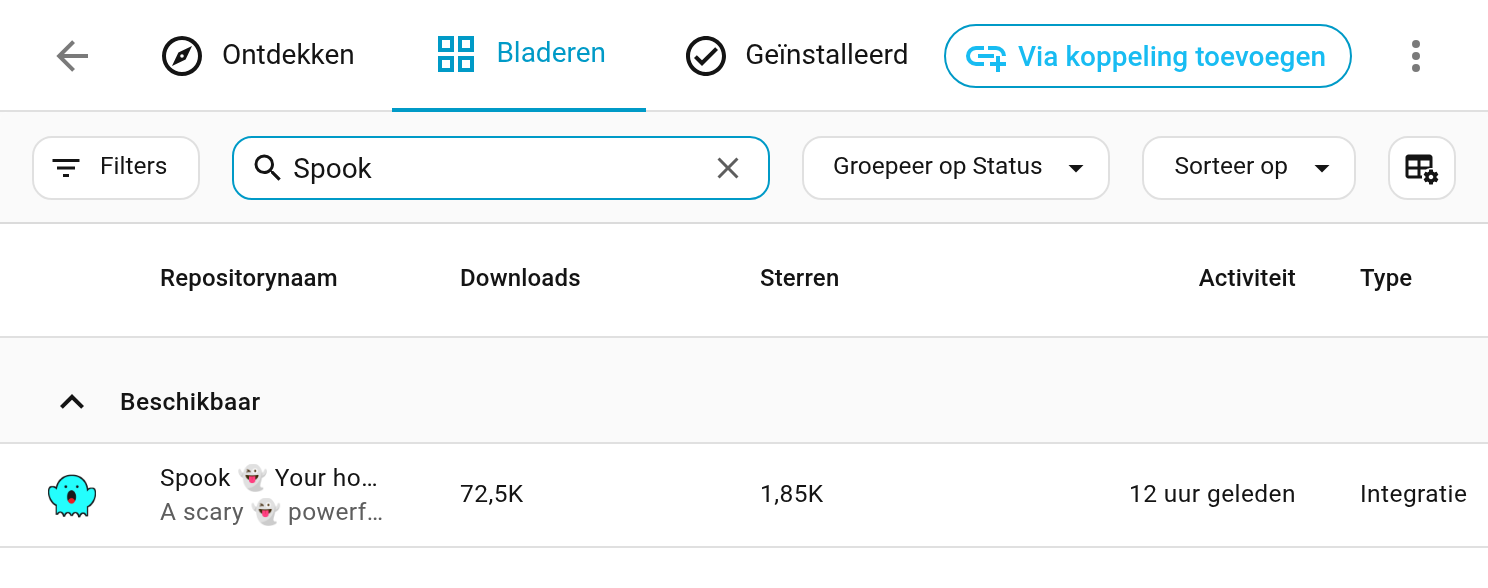 Ontdekken Bladeren Geïnstalleerd Via koppeling toevoegen
Filters Spook Groepeer op Status Sorteer op
Repositorynaam Downloads Sterren Activiteit Type
Beschikbaar
Spook 👻 Your ho… 72,5K 1,85K 12 uur geleden Integratie
A scary 👻 powerf…